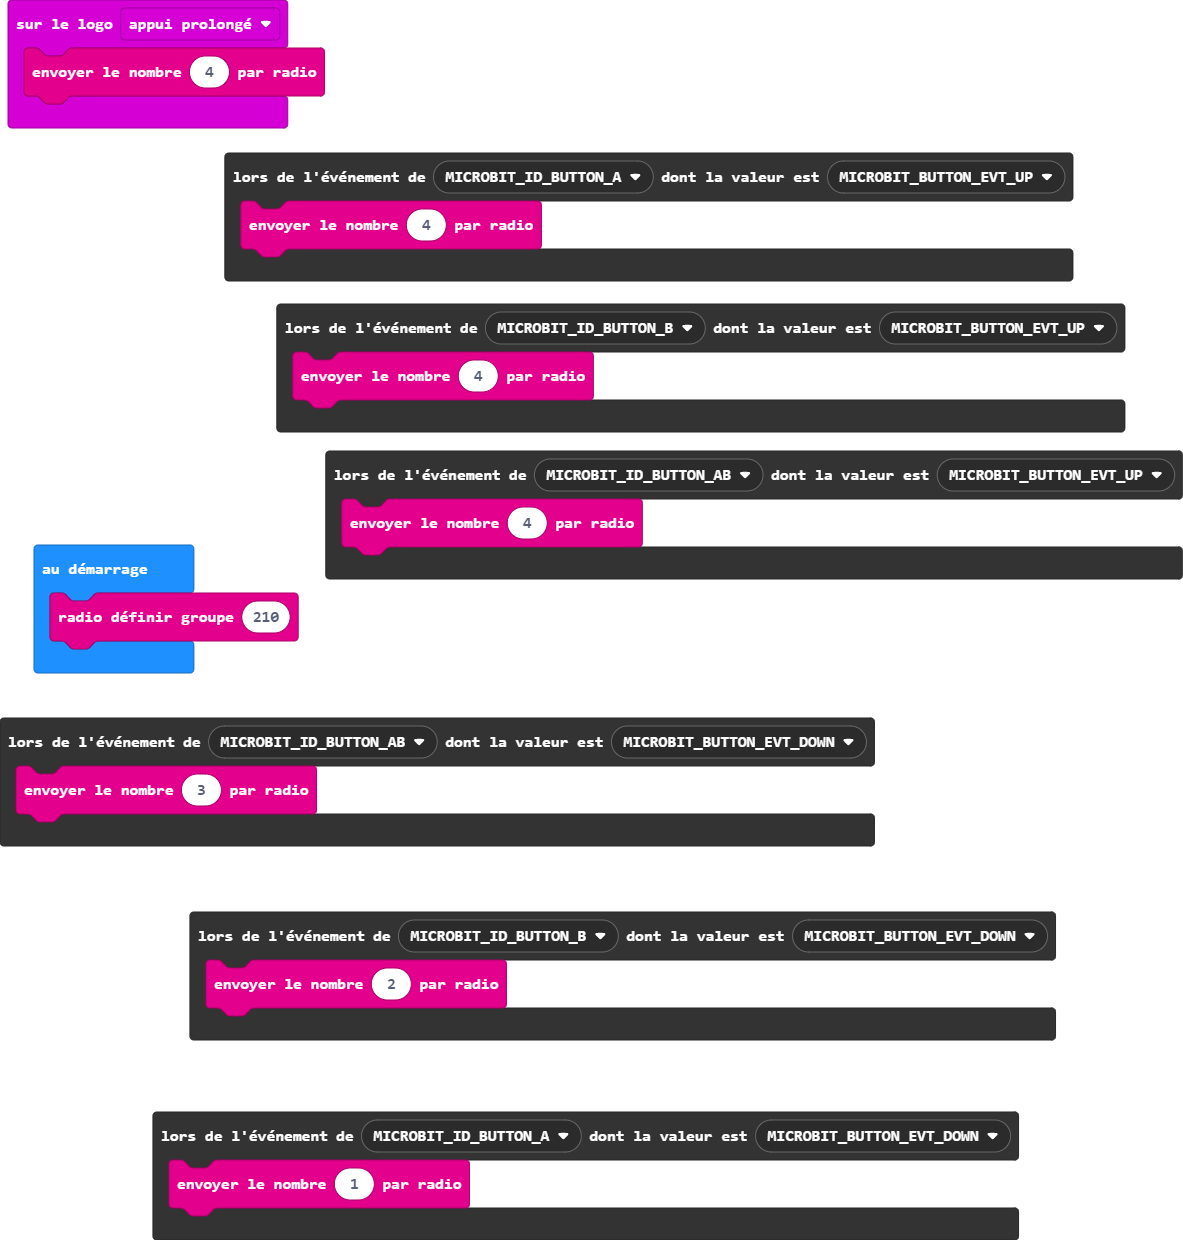 sur le logo appui prolongé
envoyer le nombre 4 par radio
lors de l'événement de MICROBIT_ID_BUTTON_A dont la valeur est MICROBIT_BUTTON_EVT_UP
envoyer le nombre 4 par radio
lors de l'événement de MICROBIT_ID_BUTTON_B dont la valeur est MICROBIT_BUTTON_EVT_UP
envoyer le nombre 4 par radio
lors de l'événement de MICROBIT_ID_BUTTON_AB dont la valeur est MICROBIT_BUTTON_EVT_UP
envoyer le nombre 4 par radio
au démarrage
radio définir groupe 210
lors de l'événement de MICROBIT_ID_BUTTON_AB dont la valeur est MICROBIT_BUTTON_EVT_DOWN
envoyer le nombre 3 par radio
lors de l'événement de MICROBIT_ID_BUTTON_B dont la valeur est MICROBIT_BUTTON_EVT_DOWN
envoyer le nombre 2 par radio
lors de l'événement de MICROBIT_ID_BUTTON_A dont la valeur est MICROBIT_BUTTON_EVT_DOWN
envoyer le nombre 1 par radio